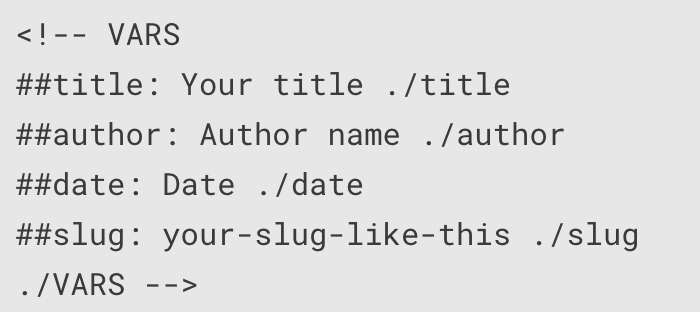 <!-- VARS
##title: Your title ./title
##author: Author name ./author
##date: Date ./date
##slug: your-slug-like-this ./slug
./VARS -->